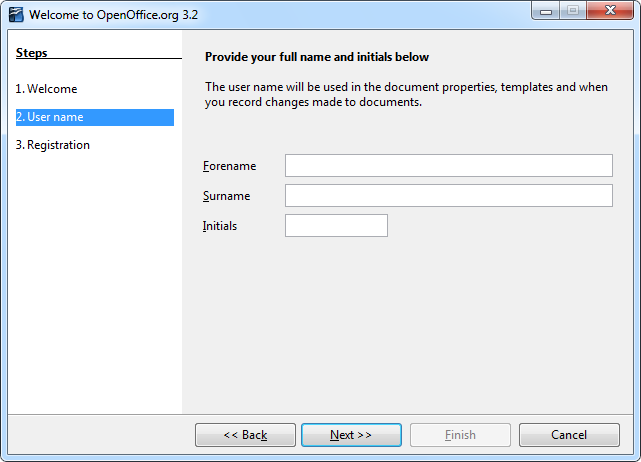 Welcome to OpenOffice.org 3.2
Steps
1. Welcome
2. User name
3. Registration
Provide your full name and initials below
The user name will be used in the document properties, templates and when
you record changes made to documents.
Forename
Surname
Initials
<< Back
Next >>
Finish
Cancel